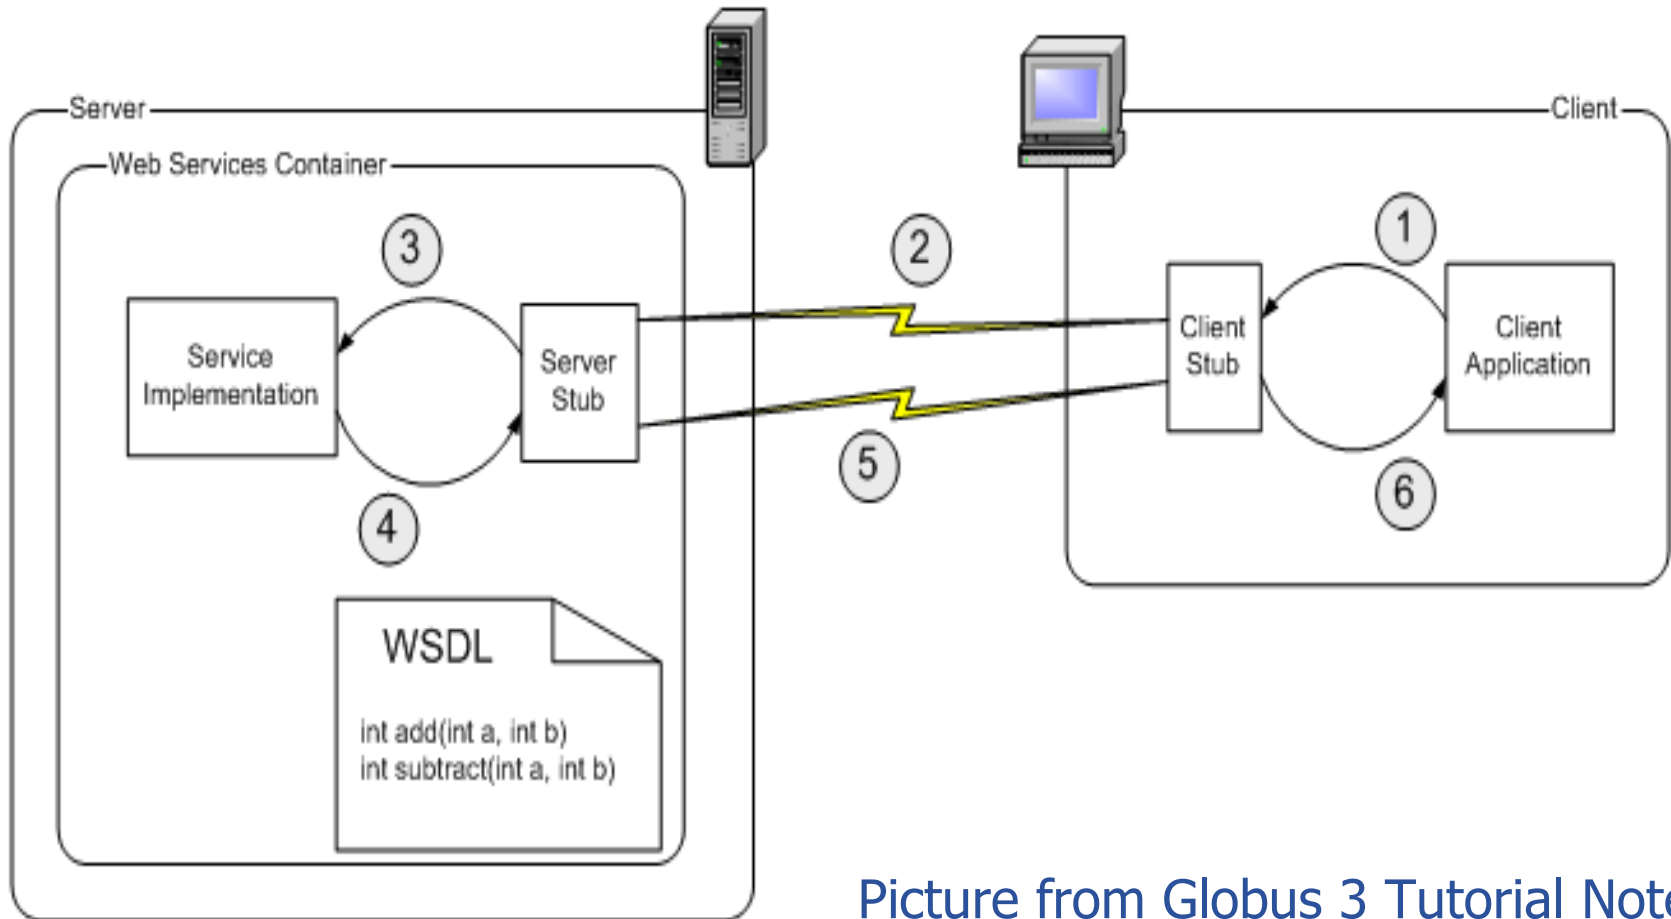 Server
Client
Web Services Container
3
2
1
Service
Implementation
Server
Stub
Client
Stub
Client
Application
4
5
6
WSDL
int add(int a, int b)
int subtract(int a, int b)
Picture from Globus 3 Tutorial Note